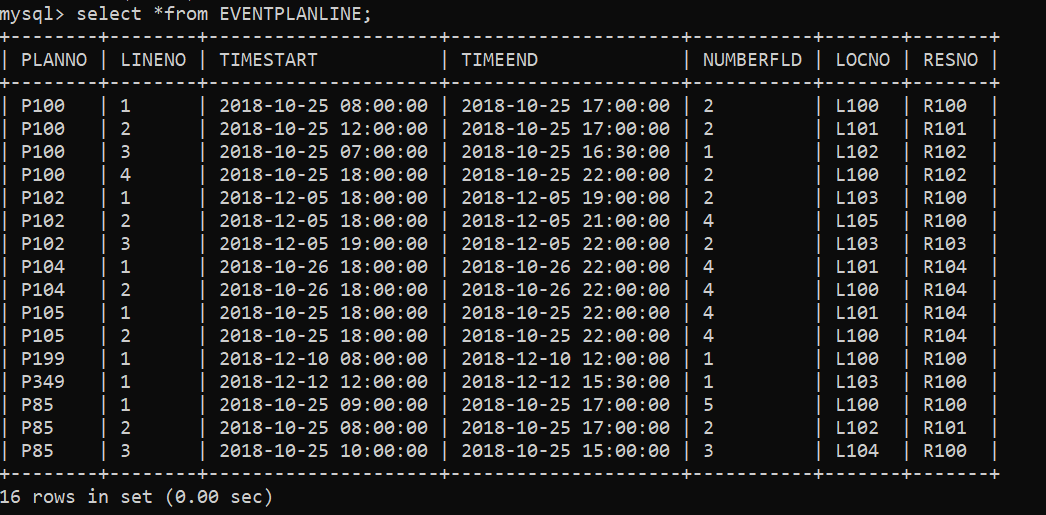 mysql> select *from EVENTPLANLINE;
+--------+--------+---------------------+---------------------+-----------+-------+-------+
| PLANNO | LINENO | TIMESTART | TIMEEND | NUMBERFLD | LOCNO | RESNO |
+--------+--------+---------------------+---------------------+-----------+-------+-------+
| P100 | 1 | 2018-10-25 08:00:00 | 2018-10-25 17:00:00 | 2 | L100 | R100 |
| P100 | 2 | 2018-10-25 12:00:00 | 2018-10-25 17:00:00 | 2 | L101 | R101 |
| P100 | 3 | 2018-10-25 07:00:00 | 2018-10-25 16:30:00 | 1 | L102 | R102 |
| P100 | 4 | 2018-10-25 18:00:00 | 2018-10-25 22:00:00 | 2 | L100 | R102 |
| P102 | 1 | 2018-12-05 18:00:00 | 2018-12-05 19:00:00 | 2 | L103 | R100 |
| P102 | 2 | 2018-12-05 18:00:00 | 2018-12-05 21:00:00 | 4 | L105 | R100 |
| P102 | 3 | 2018-12-05 19:00:00 | 2018-12-05 22:00:00 | 2 | L103 | R103 |
| P104 | 1 | 2018-10-26 18:00:00 | 2018-10-26 22:00:00 | 4 | L101 | R104 |
| P104 | 2 | 2018-10-26 18:00:00 | 2018-10-26 22:00:00 | 4 | L100 | R104 |
| P105 | 1 | 2018-10-25 18:00:00 | 2018-10-25 22:00:00 | 4 | L101 | R104 |
| P105 | 2 | 2018-10-25 18:00:00 | 2018-10-25 22:00:00 | 4 | L100 | R104 |
| P199 | 1 | 2018-12-10 08:00:00 | 2018-12-10 12:00:00 | 1 | L100 | R100 |
| P349 | 1 | 2018-12-12 12:00:00 | 2018-12-12 15:30:00 | 1 | L103 | R100 |
| P85 | 1 | 2018-10-25 09:00:00 | 2018-10-25 17:00:00 | 5 | L100 | R100 |
| P85 | 2 | 2018-10-25 08:00:00 | 2018-10-25 17:00:00 | 2 | L102 | R101 |
| P85 | 3 | 2018-10-25 10:00:00 | 2018-10-25 15:00:00 | 3 | L104 | R100 |
+--------+--------+---------------------+---------------------+-----------+-------+-------+
16 rows in set (0.00 sec)